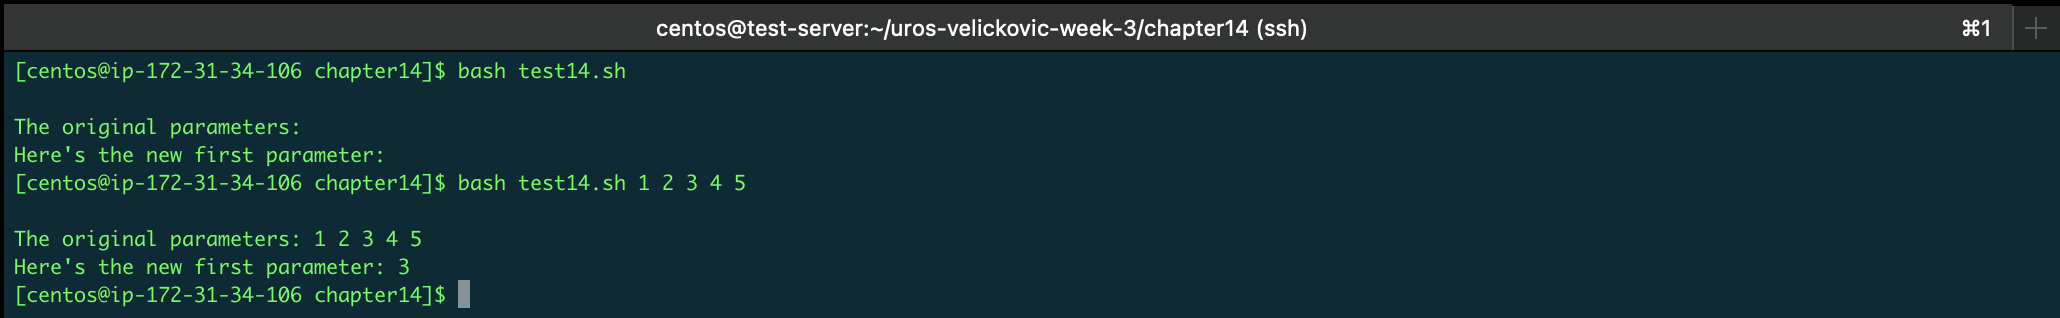 centos@test-server:~/uros-velickovic-week-3/chapter14 (ssh) ⌘1 +
[centos@ip-172-31-34-106 chapter14]$ bash test14.sh
The original parameters:
Here's the new first parameter:
[centos@ip-172-31-34-106 chapter14]$ bash test14.sh 1 2 3 4 5
The original parameters: 1 2 3 4 5
Here's the new first parameter: 3
[centos@ip-172-31-34-106 chapter14]$